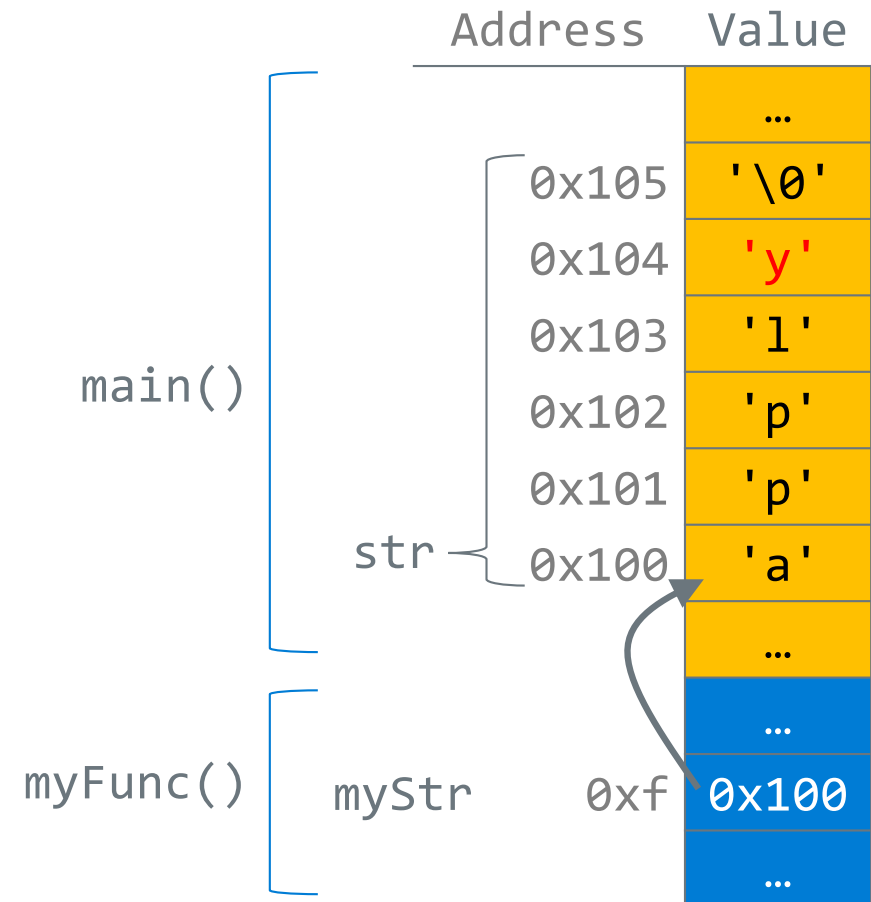 Address Value
…
0x105 '\0'
0x104 'y'
0x103 'l'
main()
0x102 'p'
0x101 'p'
str
0x100 'a'
…
…
myFunc()
myStr 0xf 0x100
…